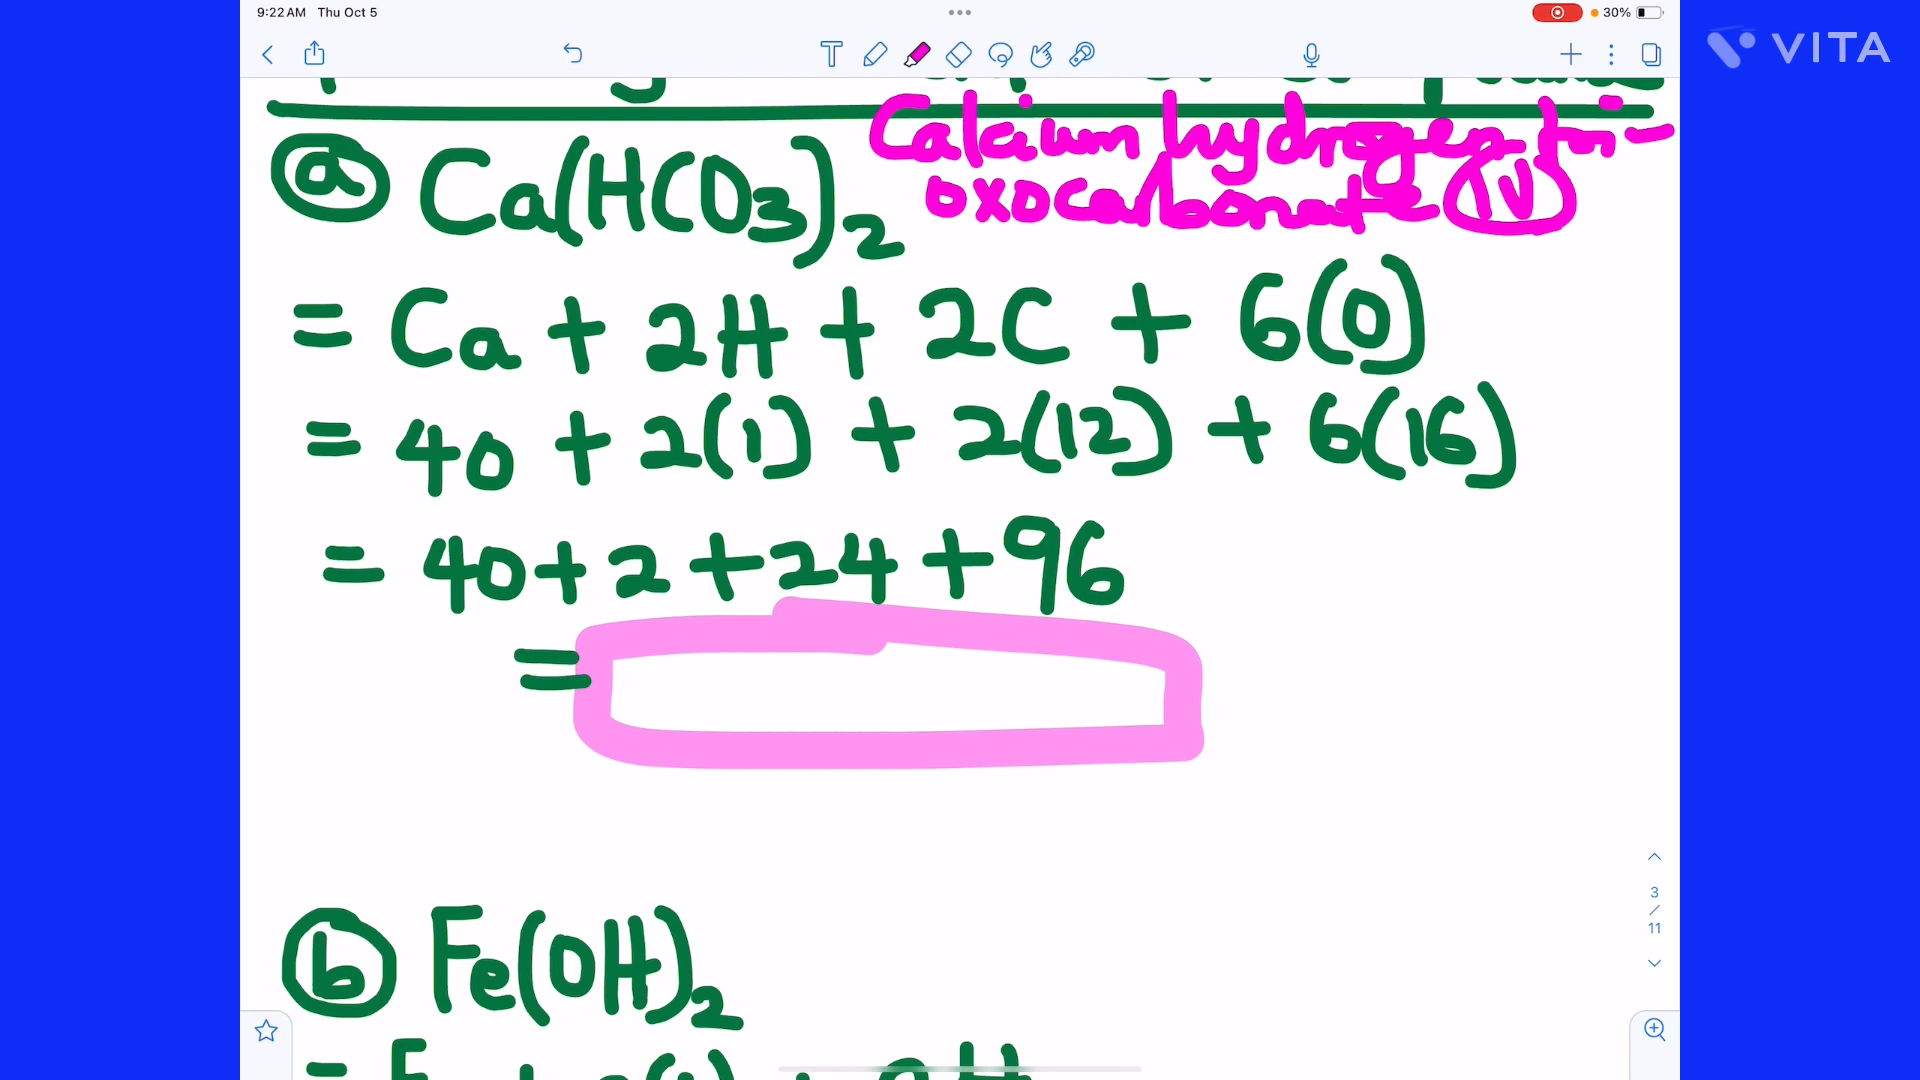 9:22 AM Thu Oct 5
30%
VITA
Calcium hydrogen tri-
oxocarbonate (IV)
a Ca(HCO3)2
= Ca + 2H + 2C + 6(O)
= 40 + 2(1) + 2(12) + 6(16)
= 40 + 2 + 24 + 96
=
3
/
11
b Fe(OH)2